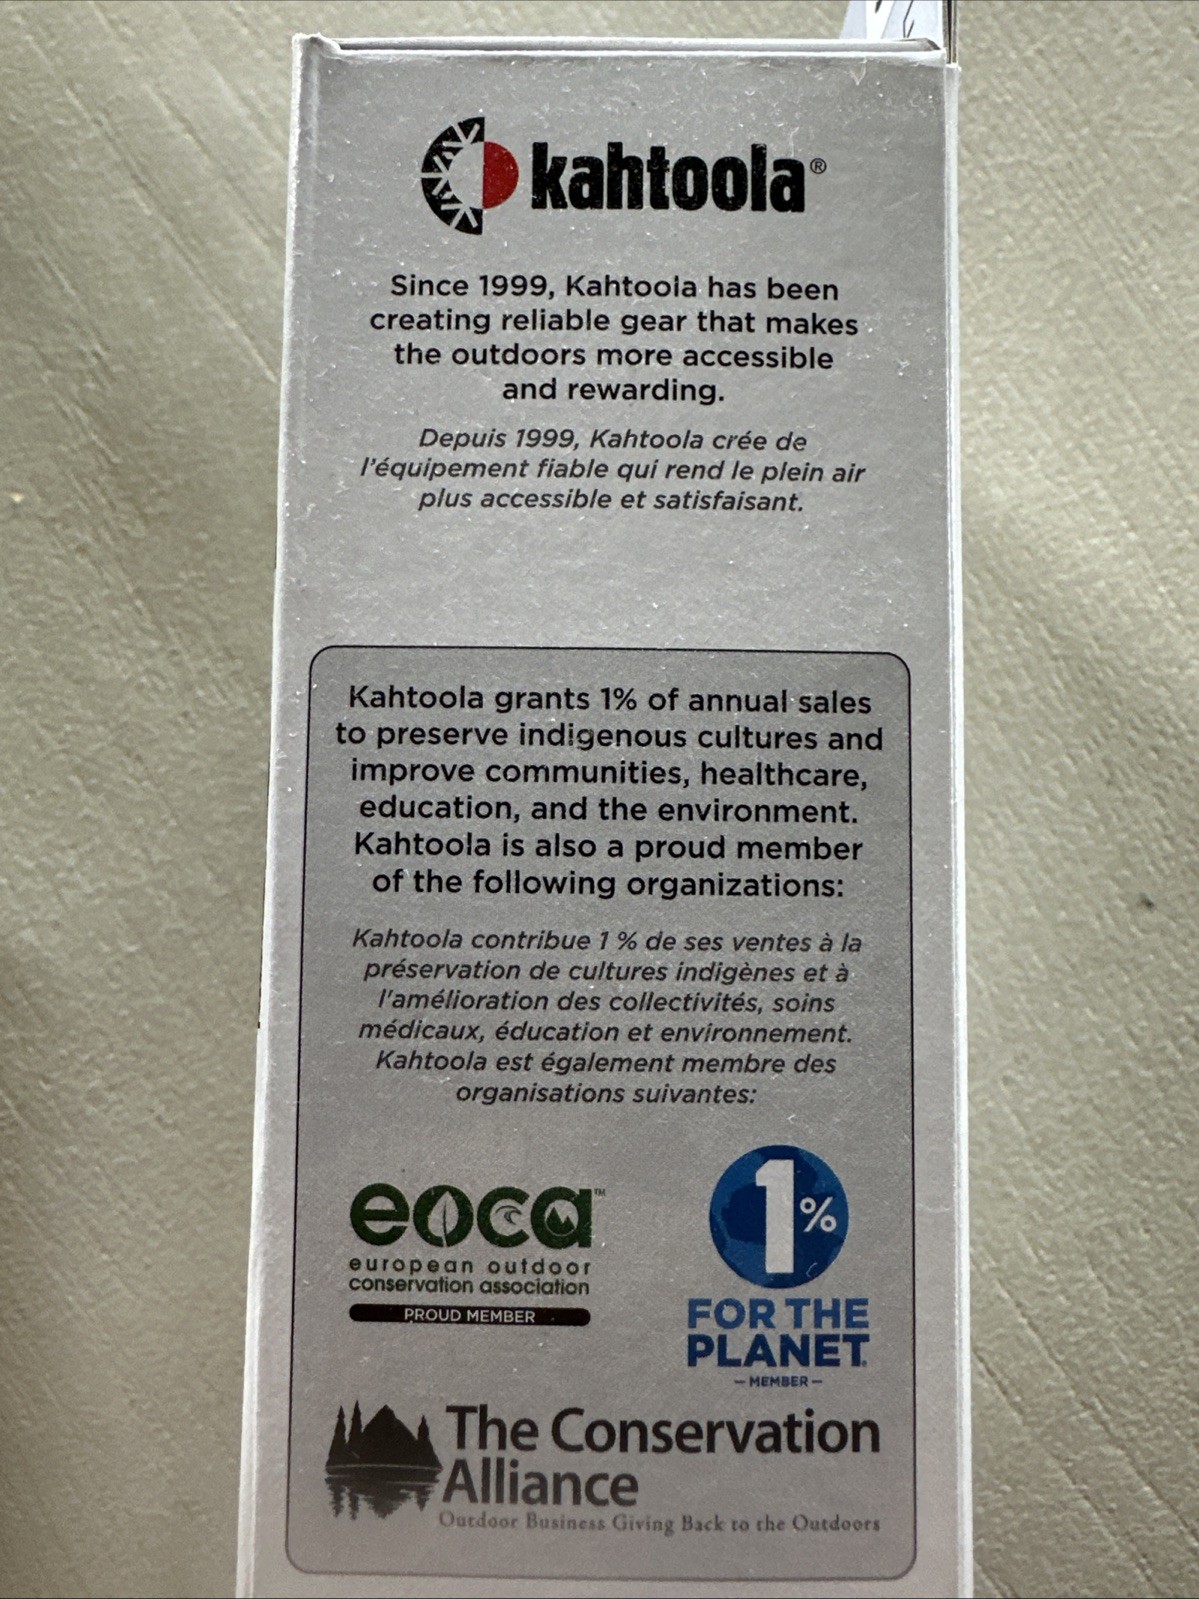 kahtoola®
Since 1999, Kahtoola has been
creating reliable gear that makes
the outdoors more accessible
and rewarding.
Depuis 1999, Kahtoola crée de
l'équipement fiable qui rend le plein air
plus accessible et satisfaisant.
Kahtoola grants 1% of annual sales
to preserve indigenous cultures and
improve communities, healthcare,
education, and the environment.
Kahtoola is also a proud member
of the following organizations:
Kahtoola contribue 1 % de ses ventes à la
préservation de cultures indigènes et à
l'amélioration des collectivités, soins
médicaux, éducation et environnement.
Kahtoola est également membre des
organisations suivantes:
eoca™
european outdoor
conservation association
PROUD MEMBER
1%
FOR THE
PLANET
– MEMBER –
The Conservation
Alliance
Outdoor Business Giving Back to the Outdoors